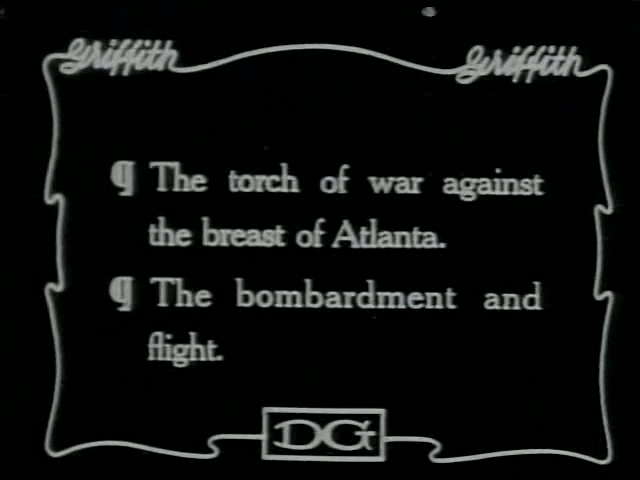 Griffith Griffith
¶ The torch of war against
the breast of Atlanta.
¶ The bombardment and
flight.
DG